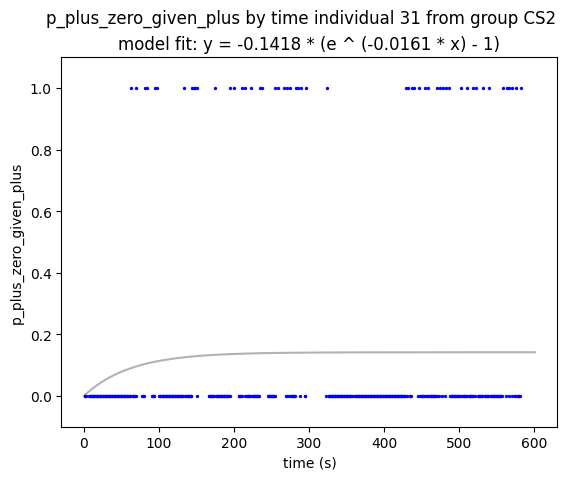 p_plus_zero_given_plus by time individual 31 from group CS2
model fit: y = -0.1418 * (e ^ (-0.0161 * x) - 1)
1.0
0.8
0.6
0.4
0.2
0.0
p_plus_zero_given_plus
0 100 200 300 400 500 600
time (s)